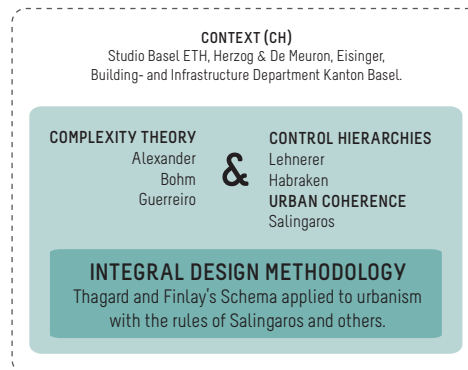 CONTEXT (CH)
Studio Basel ETH, Herzog & De Meuron, Eisinger,
Building- and Infrastructure Department Kanton Basel.
COMPLEXITY THEORY
Alexander
Bohm
Guerreiro
&
CONTROL HIERARCHIES
Lehnerer
Habraken
URBAN COHERENCE
Salingaros
INTEGRAL DESIGN METHODOLOGY
Thagard and Finlay's Schema applied to urbanism
with the rules of Salingaros and others.